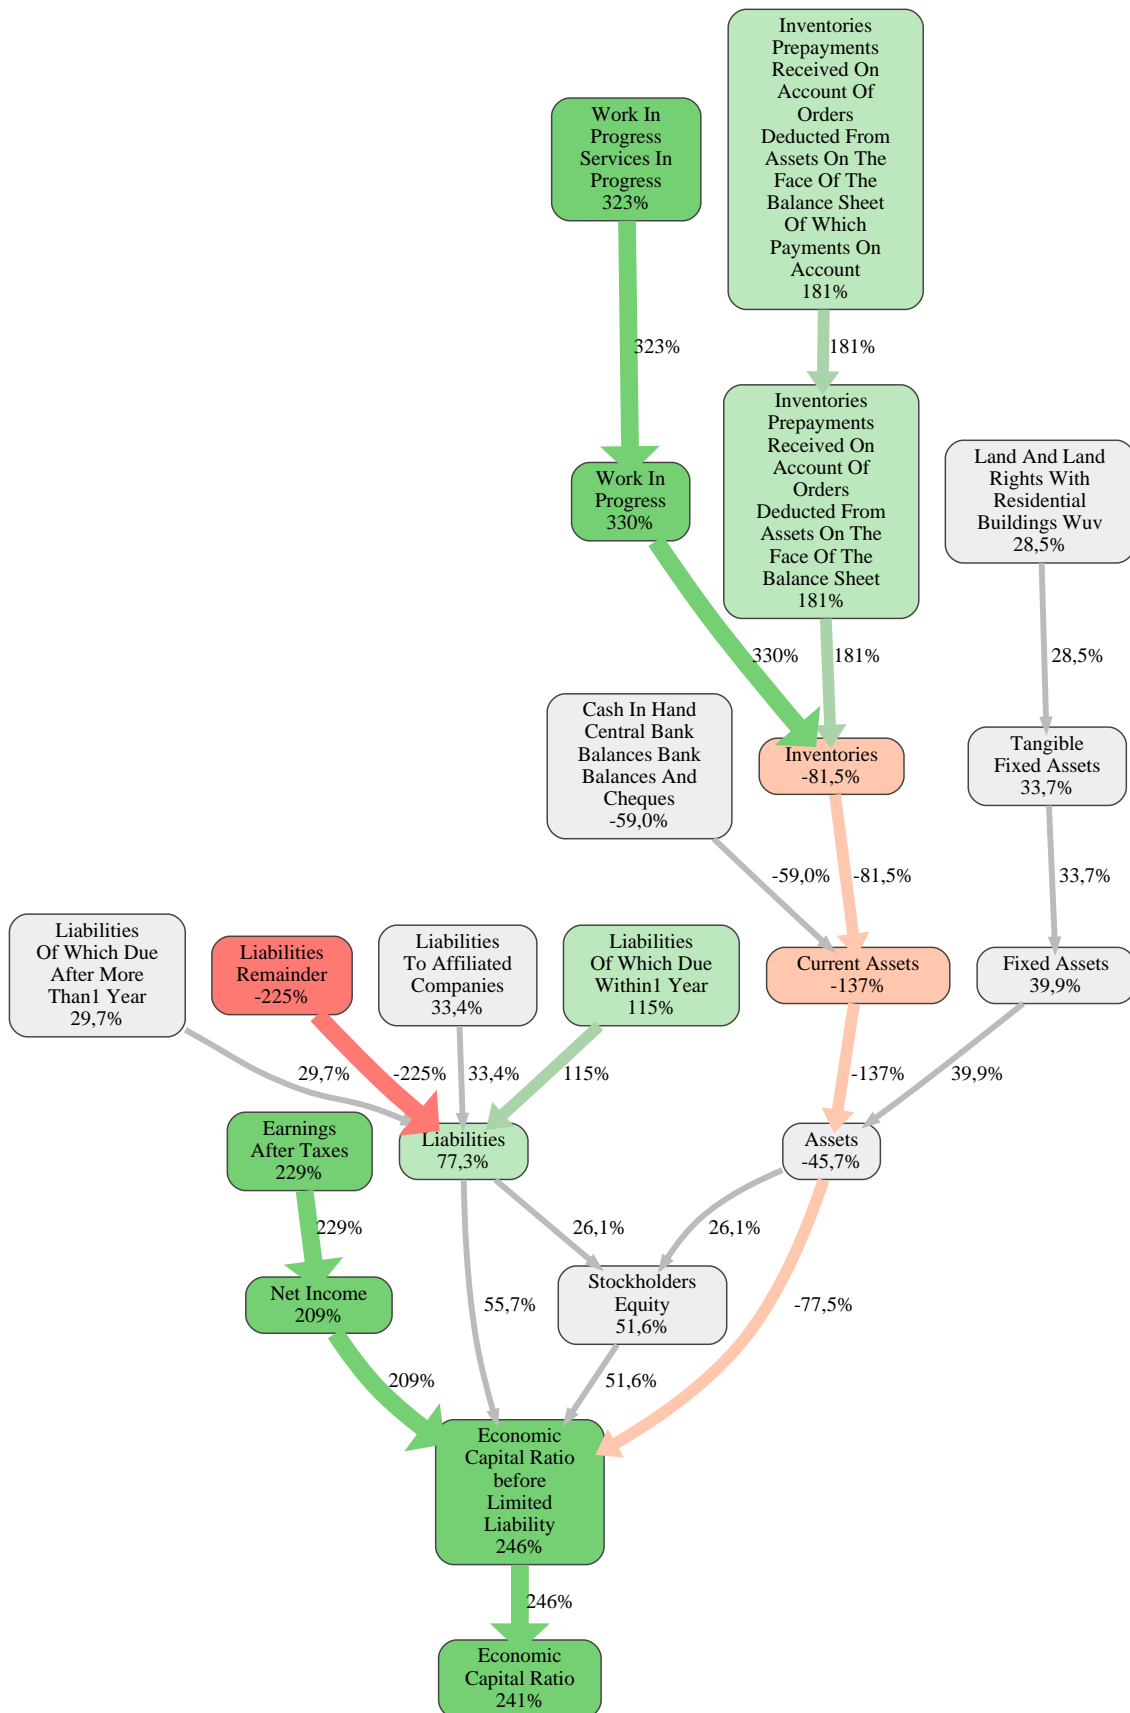 Inventories
Prepayments
Received On
Account Of
Orders
Deducted From
Assets On The
Face Of The
Balance Sheet
Of Which
Payments On
Account
181%
Work In
Progress
Services In
Progress
323%
323%
181%
Inventories
Prepayments
Received On
Account Of
Orders
Deducted From
Assets On The
Face Of The
Balance Sheet
181%
Work In
Progress
330%
Land And Land
Rights With
Residential
Buildings Wuv
28,5%
330%
181%
28,5%
Cash In Hand
Central Bank
Balances Bank
Balances And
Cheques
-59,0%
Inventories
-81,5%
Tangible
Fixed Assets
33,7%
-59,0%
-81,5%
33,7%
Liabilities
Of Which Due
After More
Than1 Year
29,7%
Liabilities
Remainder
-225%
Liabilities
To Affiliated
Companies
33,4%
Liabilities
Of Which Due
Within1 Year
115%
Current Assets
-137%
Fixed Assets
39,9%
29,7%
-225%
33,4%
115%
-137%
39,9%
Earnings
After Taxes
229%
Liabilities
77,3%
Assets
-45,7%
229%
26,1%
26,1%
Net Income
209%
55,7%
Stockholders
Equity
51,6%
-77,5%
209%
51,6%
Economic
Capital Ratio
before
Limited
Liability
246%
246%
Economic
Capital Ratio
241%